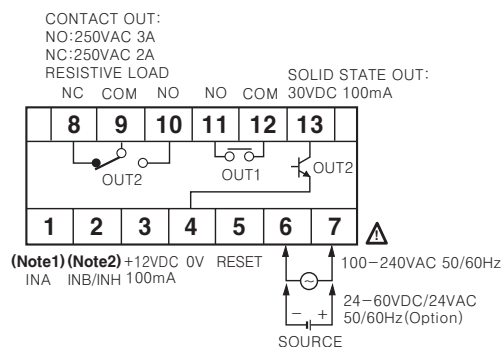 CONTACT OUT:
NO:250VAC 3A
NC:250VAC 2A
RESISTIVE LOAD
SOLID STATE OUT:
30VDC 100mA
NC COM NO NO COM
8 9 10 11 12 13
OUT2 OUT1 OUT2
1 2 3 4 5 6 7
(Note1) (Note2) +12VDC 0V RESET
INA INB/INH 100mA
100-240VAC 50/60Hz
24-60VDC/24VAC
50/60Hz(Option)
- +
SOURCE